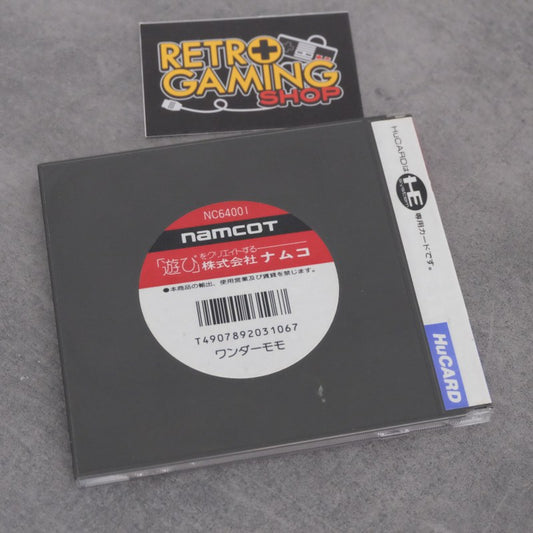 RETRO
GAMING
SHOP
NC64001
namcot
「遊び」をクリエイトする
株式会社ナムコ
●本商品の輸出、使用営業及び賃貸を禁じます。
T4907892031067
ワンダーモモ
HuCARDは
HE
SYSTEM
専用カードです。
HuCARD